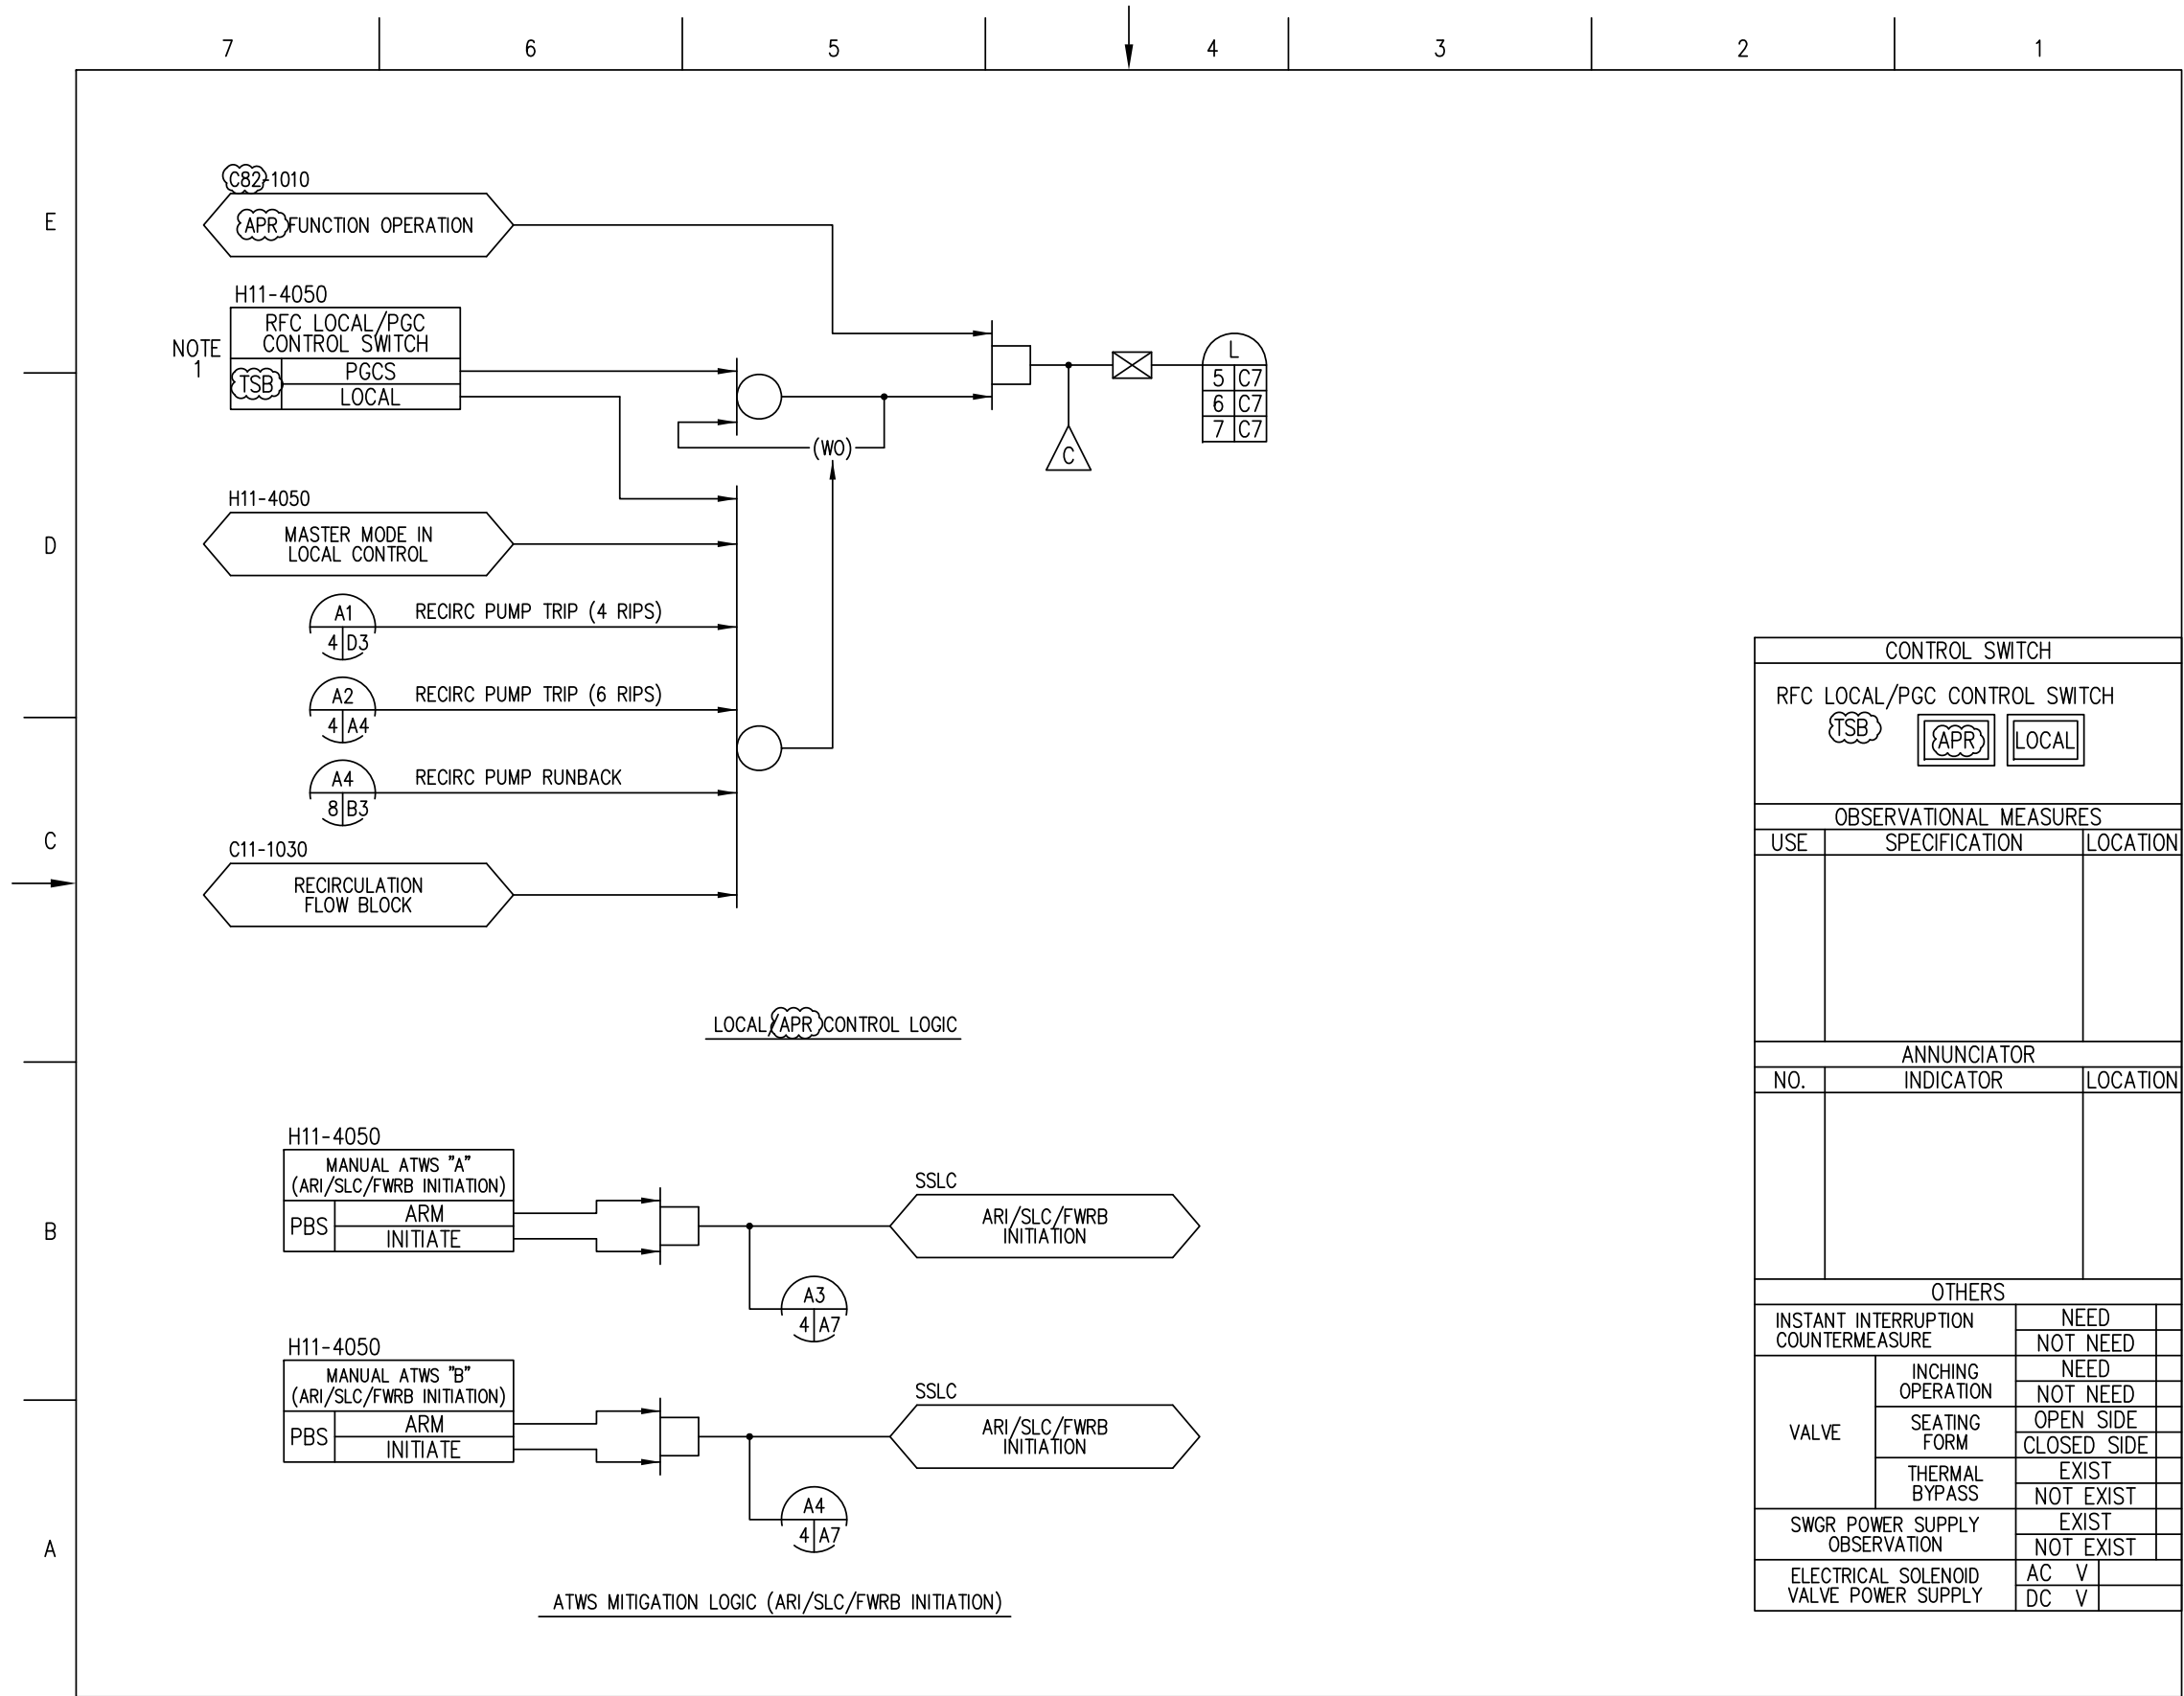 7 6 5 4 3 2 1
E
D
C
B
A
C82-1010
APR FUNCTION OPERATION
H11-4050
NOTE
1
RFC LOCAL/PGC
CONTROL SWITCH
TSB
PGCS
LOCAL
(WO)
C
L
5 C7
6 C7
7 C7
H11-4050
MASTER MODE IN
LOCAL CONTROL
A1
4 D3
RECIRC PUMP TRIP (4 RIPS)
A2
4 A4
RECIRC PUMP TRIP (6 RIPS)
A4
8 B3
RECIRC PUMP RUNBACK
C11-1030
RECIRCULATION
FLOW BLOCK
LOCAL/APR CONTROL LOGIC
H11-4050
MANUAL ATWS "A"
(ARI/SLC/FWRB INITIATION)
PBS
ARM
INITIATE
SSLC
ARI/SLC/FWRB
INITIATION
A3
4 A7
H11-4050
MANUAL ATWS "B"
(ARI/SLC/FWRB INITIATION)
PBS
ARM
INITIATE
SSLC
ARI/SLC/FWRB
INITIATION
A4
4 A7
ATWS MITIGATION LOGIC (ARI/SLC/FWRB INITIATION)
CONTROL SWITCH
RFC LOCAL/PGC CONTROL SWITCH
TSB APR LOCAL
OBSERVATIONAL MEASURES
USE SPECIFICATION LOCATION
ANNUNCIATOR
NO. INDICATOR LOCATION
OTHERS
INSTANT INTERRUPTION
COUNTERMEASURE
NEED
NOT NEED
VALVE
INCHING
OPERATION
NEED
NOT NEED
SEATING
FORM
OPEN SIDE
CLOSED SIDE
THERMAL
BYPASS
EXIST
NOT EXIST
SWGR POWER SUPPLY
OBSERVATION
EXIST
NOT EXIST
ELECTRICAL SOLENOID
VALVE POWER SUPPLY
AC V
DC V